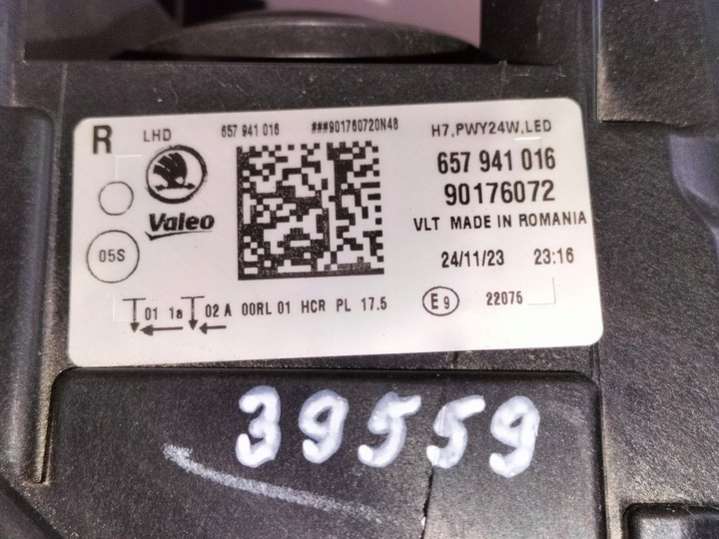 R LHD 657 941 016 ###901760720N48 H7,PWY24W,LED
657 941 016
90176072
Valeo
VLT MADE IN ROMANIA
05S
24/11/23 23:16
01 1a 02 A 00RL 01 HCR PL 17.5 E9 22075
39559